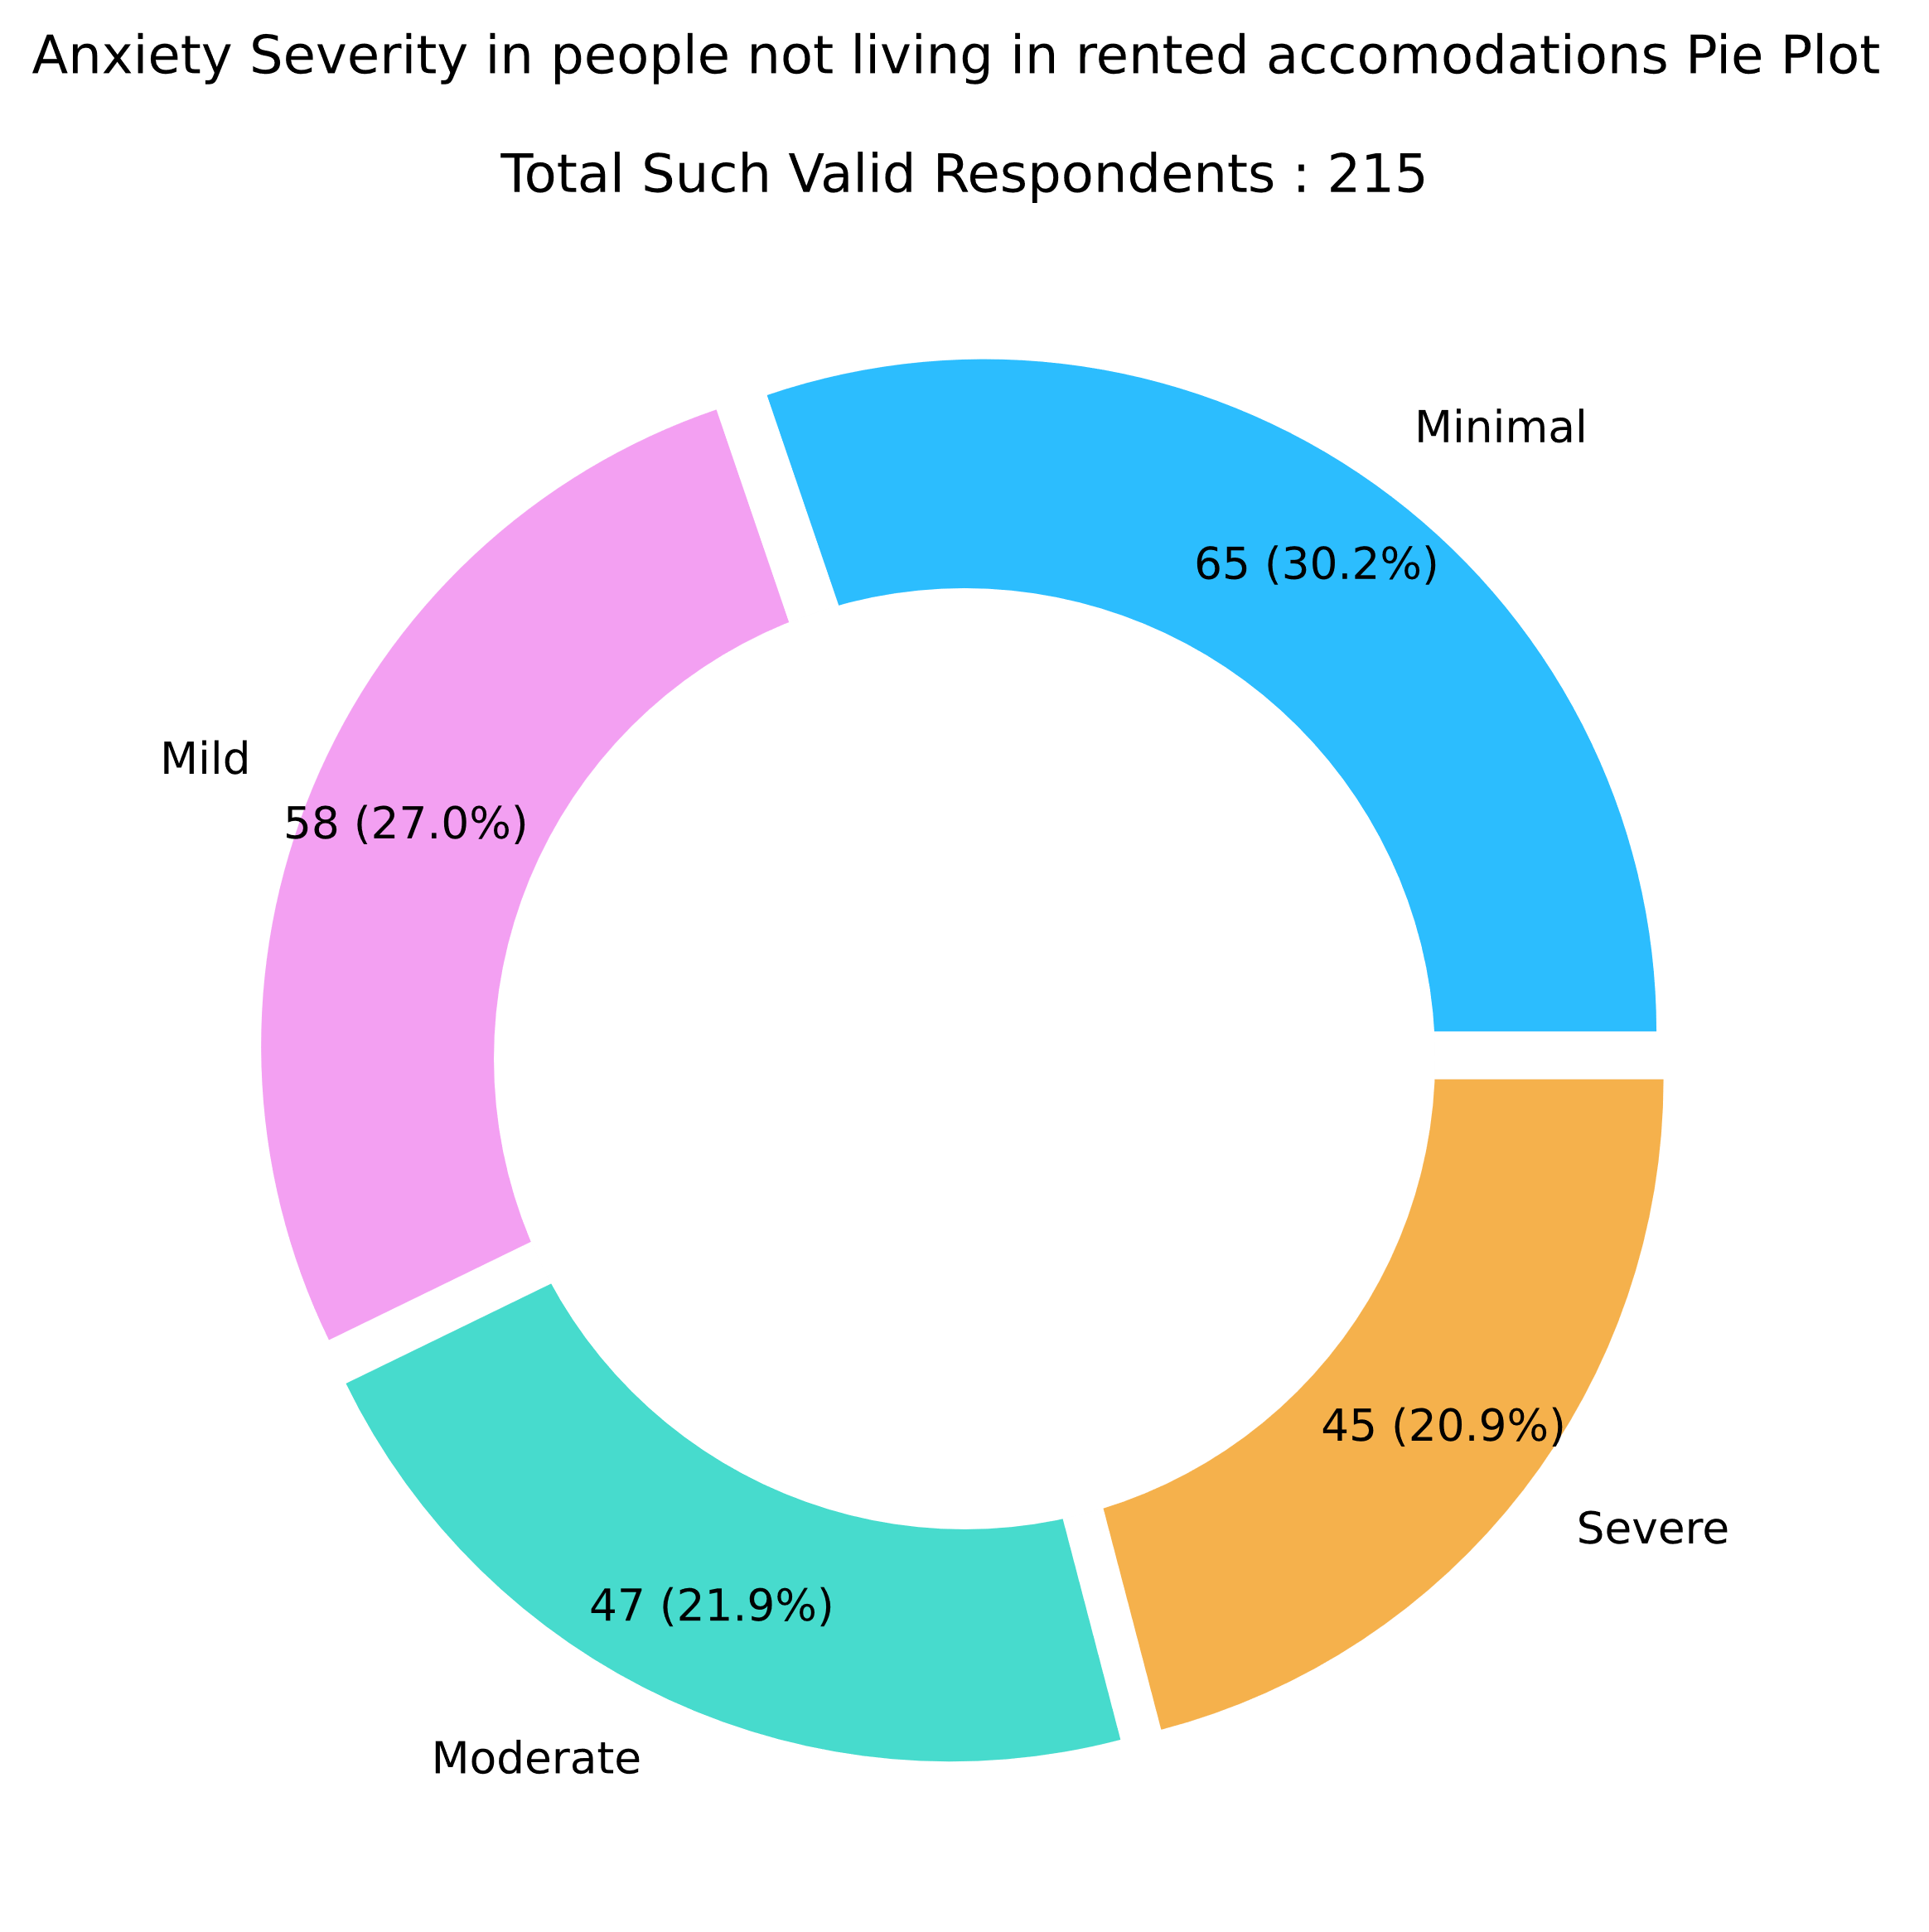 Anxiety Severity in people not living in rented accomodations Pie Plot
Total Such Valid Respondents : 215
Minimal
65 (30.2%)
Mild
58 (27.0%)
45 (20.9%)
Severe
47 (21.9%)
Moderate